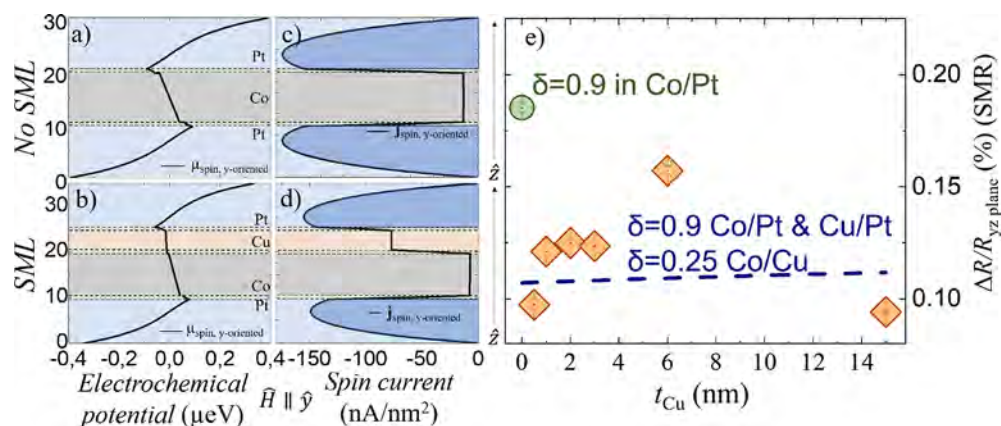 No SML
SML
a)
30
20
10
0
Pt
Co
Pt
μspin, y-oriented
b)
30
20
10
0
Pt
Cu
Co
Pt
μspin, y-oriented
-0,4 -0,2 0,0 0,2 0,4
Electrochemical
potential (μeV)
c)
jspin, y-oriented
d)
jspin, y-oriented
-150 -100 -50 0
Spin current
(nA/nm²)
Ĥ ∥ ŷ
ẑ
ẑ
e)
δ=0.9 in Co/Pt
δ=0.9 Co/Pt & Cu/Pt
δ=0.25 Co/Cu
0 2 4 6 8 10 12 14
tCu (nm)
0.20
0.15
0.10
ΔR/Ryz plane (%) (SMR)